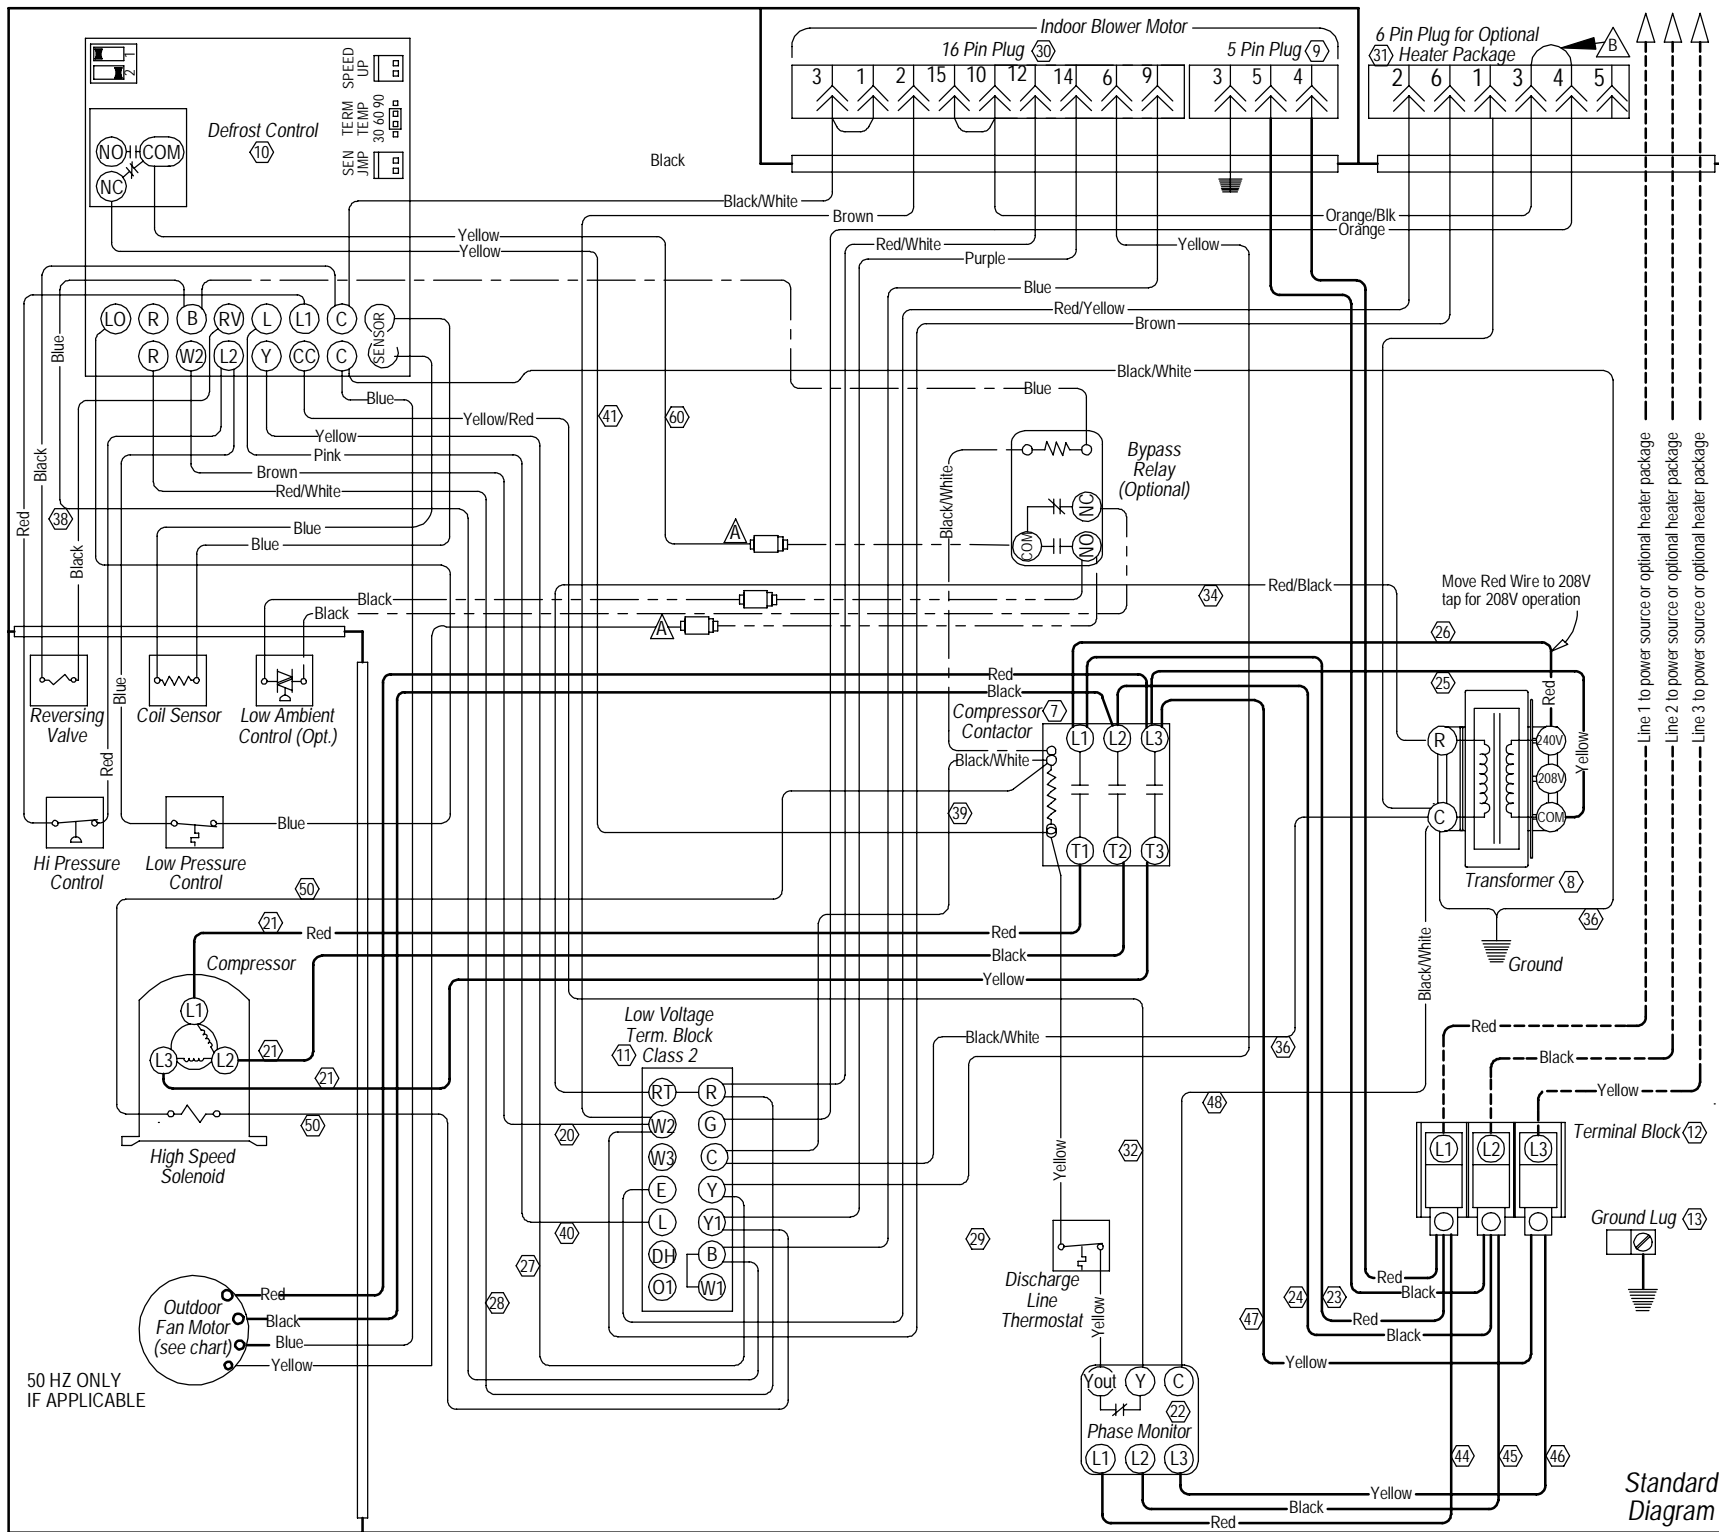 Indoor Blower Motor
16 Pin Plug 30
5 Pin Plug 9
6 Pin Plug for Optional
31 Heater Package
B
3 1 2 15 10 12 14 6 9
3 5 4
2 6 1 3 4 5
1
2
SPEED UP
TERM TEMP
30 60 90
SEN JMP
Defrost Control
10
NO COM
NC
Black
Black/White
Brown
Orange/Blk
Orange
Yellow
Yellow
Red/White
Yellow
Purple
Blue
Red/Yellow
Brown
LO R B RV L L1 C SENSOR
R W2 L2 Y CC C
Blue
Black/White
Blue
Blue
Yellow/Red
41
60
Yellow
Pink
Brown
Red/White
Black
Red
38
Black
Blue
Blue
Black/White
Bypass
Relay
(Optional)
NC
COM
NO
A
Black
Black
A
Red/Black
34
Move Red Wire to 208V
tap for 208V operation
26
25
Red
Yellow
Line 1 to power source or optional heater package
Line 2 to power source or optional heater package
Line 3 to power source or optional heater package
Reversing
Valve
Coil Sensor
Low Ambient
Control (Opt.)
Blue
Red
Red
Black
Compressor 7
Contactor
L1 L2 L3
Black/White
39
T1 T2 T3
R
C
240V
208V
COM
Transformer 8
36
Ground
Hi Pressure
Control
Low Pressure
Control
Blue
50
21
Red
Red
Black
Yellow
Compressor
L1
L3 L2
21
21
50
High Speed
Solenoid
Low Voltage
Term. Block
11 Class 2
RT R
W2 G
W3 C
E Y
L Y1
DH B
O1 W1
20
40
27
28
Black/White
36
Black/White
48
32
Yellow
29
Discharge
Line
Thermostat
Yellow
Red
Black
Yellow
Terminal Block 12
L1 L2 L3
Ground Lug 13
Red
Black
47
24
23
Red
Black
Yellow
Outdoor
Fan Motor
(see chart)
Red
Black
Blue
Yellow
50 HZ ONLY
IF APPLICABLE
Yout Y C
22
Phase Monitor
L1 L2 L3
44
45
46
Yellow
Black
Red
Standard
Diagram